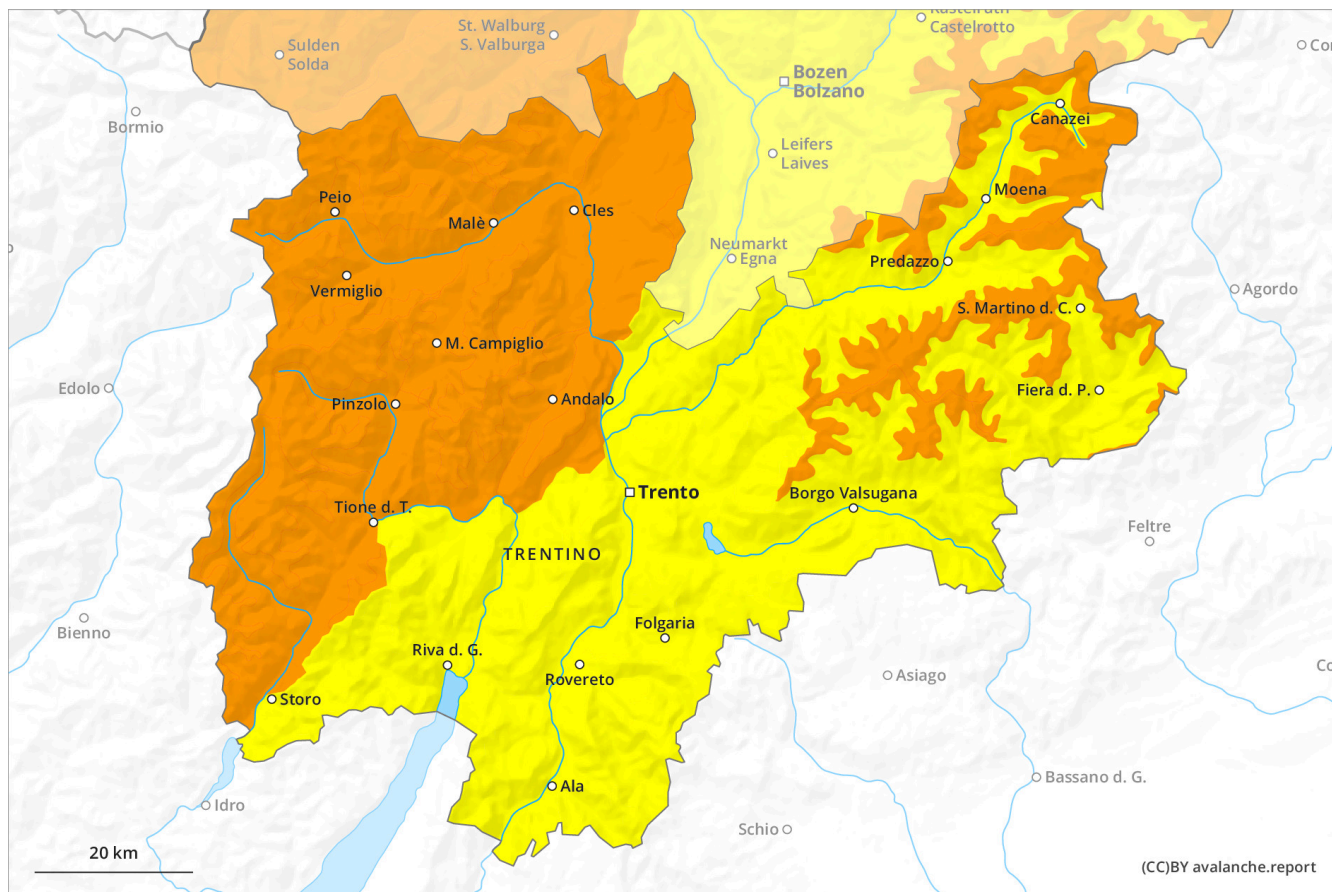 Kastelruth
Castelrotto
St. Walburg
S. Valburga
Sulden
Solda
Bozen
Bolzano
Bormio
Canazei
Leifers
Laives
Moena
Peio
Malè
Cles
Neumarkt
Egna
Predazzo
Vermiglio
Agordo
S. Martino d. C.
M. Campiglio
Edolo
Pinzolo
Andalo
Fiera d. P.
Trento
Borgo Valsugana
Tione d. T.
Feltre
TRENTINO
Bienno
Folgaria
Riva d. G.
Rovereto
Asiago
Storo
Bassano d. G.
Ala
Idro
Schio
20 km
(CC)BY avalanche.report